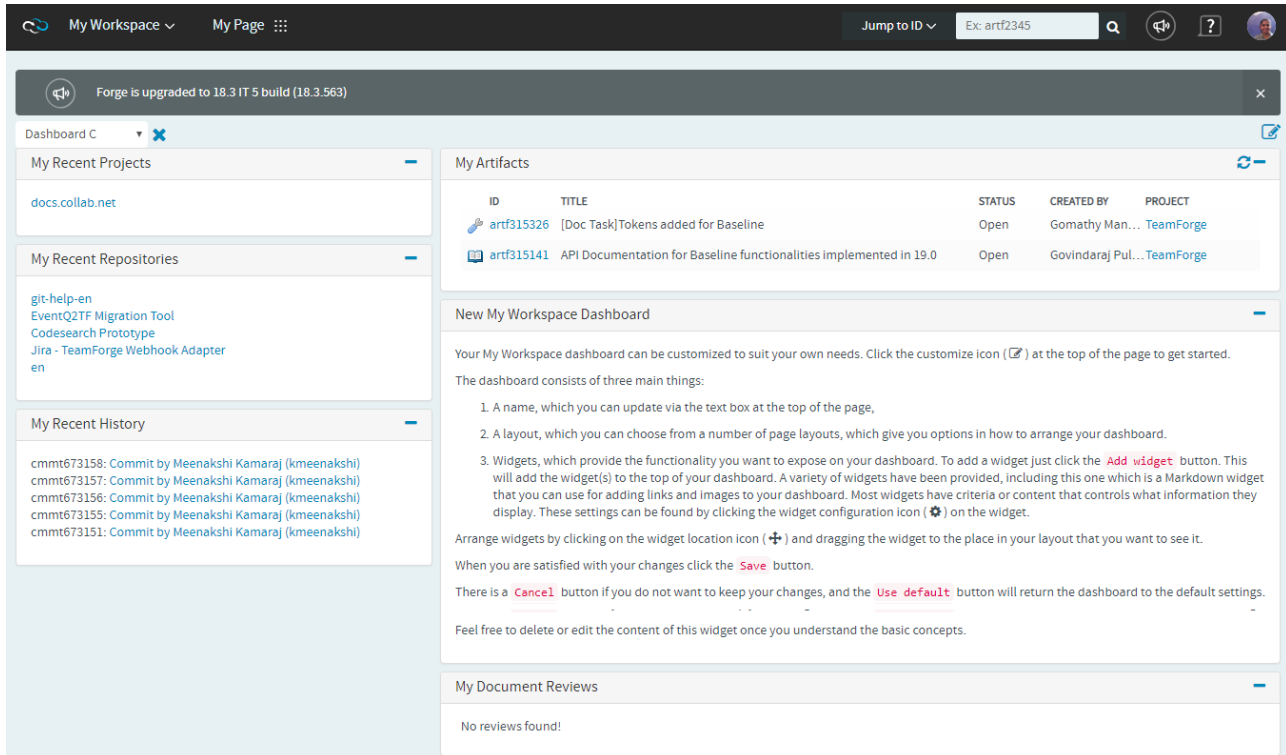 My Workspace
My Page
Jump to ID
Ex: artf2345
?
Forge is upgraded to 18.3 IT 5 build (18.3.563)
Dashboard C
My Recent Projects
docs.collab.net
My Recent Repositories
git-help-en
EventQ2TF Migration Tool
Codesearch Prototype
Jira - TeamForge Webhook Adapter
en
My Recent History
cmmt673158: Commit by Meenakshi Kamaraj (kmeenakshi)
cmmt673157: Commit by Meenakshi Kamaraj (kmeenakshi)
cmmt673156: Commit by Meenakshi Kamaraj (kmeenakshi)
cmmt673155: Commit by Meenakshi Kamaraj (kmeenakshi)
cmmt673151: Commit by Meenakshi Kamaraj (kmeenakshi)
My Artifacts
ID TITLE STATUS CREATED BY PROJECT
artf315326 [Doc Task]Tokens added for Baseline Open Gomathy Man... TeamForge
artf315141 API Documentation for Baseline functionalities implemented in 19.0 Open Govindaraj Pul... TeamForge
New My Workspace Dashboard
Your My Workspace dashboard can be customized to suit your own needs. Click the customize icon ( ) at the top of the page to get started.
The dashboard consists of three main things:
1. A name, which you can update via the text box at the top of the page,
2. A layout, which you can choose from a number of page layouts, which give you options in how to arrange your dashboard.
3. Widgets, which provide the functionality you want to expose on your dashboard. To add a widget just click the Add widget button. This
will add the widget(s) to the top of your dashboard. A variety of widgets have been provided, including this one which is a Markdown widget
that you can use for adding links and images to your dashboard. Most widgets have criteria or content that controls what information they
display. These settings can be found by clicking the widget configuration icon ( ) on the widget.
Arrange widgets by clicking on the widget location icon ( ) and dragging the widget to the place in your layout that you want to see it.
When you are satisfied with your changes click the Save button.
There is a Cancel button if you do not want to keep your changes, and the Use default button will return the dashboard to the default settings.
Feel free to delete or edit the content of this widget once you understand the basic concepts.
My Document Reviews
No reviews found!